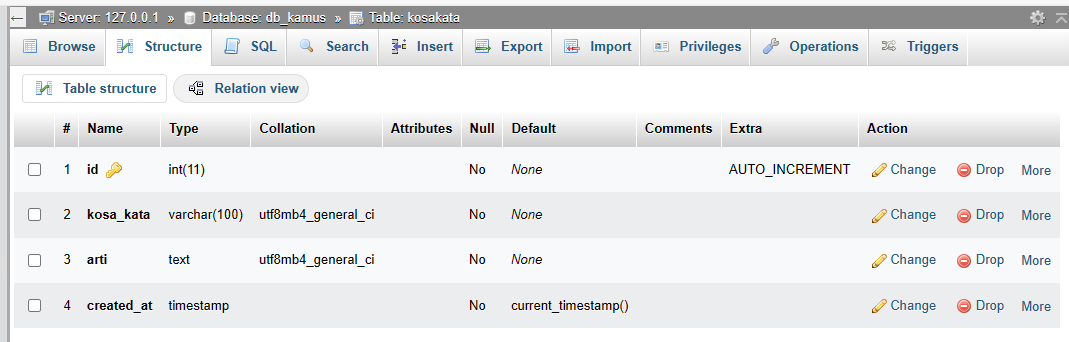 Server: 127.0.0.1 » Database: db_kamus » Table: kosakata
Browse Structure SQL Search Insert Export Import Privileges Operations Triggers
Table structure Relation view
# Name Type Collation Attributes Null Default Comments Extra Action
1 id int(11) No None AUTO_INCREMENT Change Drop More
2 kosa_kata varchar(100) utf8mb4_general_ci No None Change Drop More
3 arti text utf8mb4_general_ci No None Change Drop More
4 created_at timestamp No current_timestamp() Change Drop More